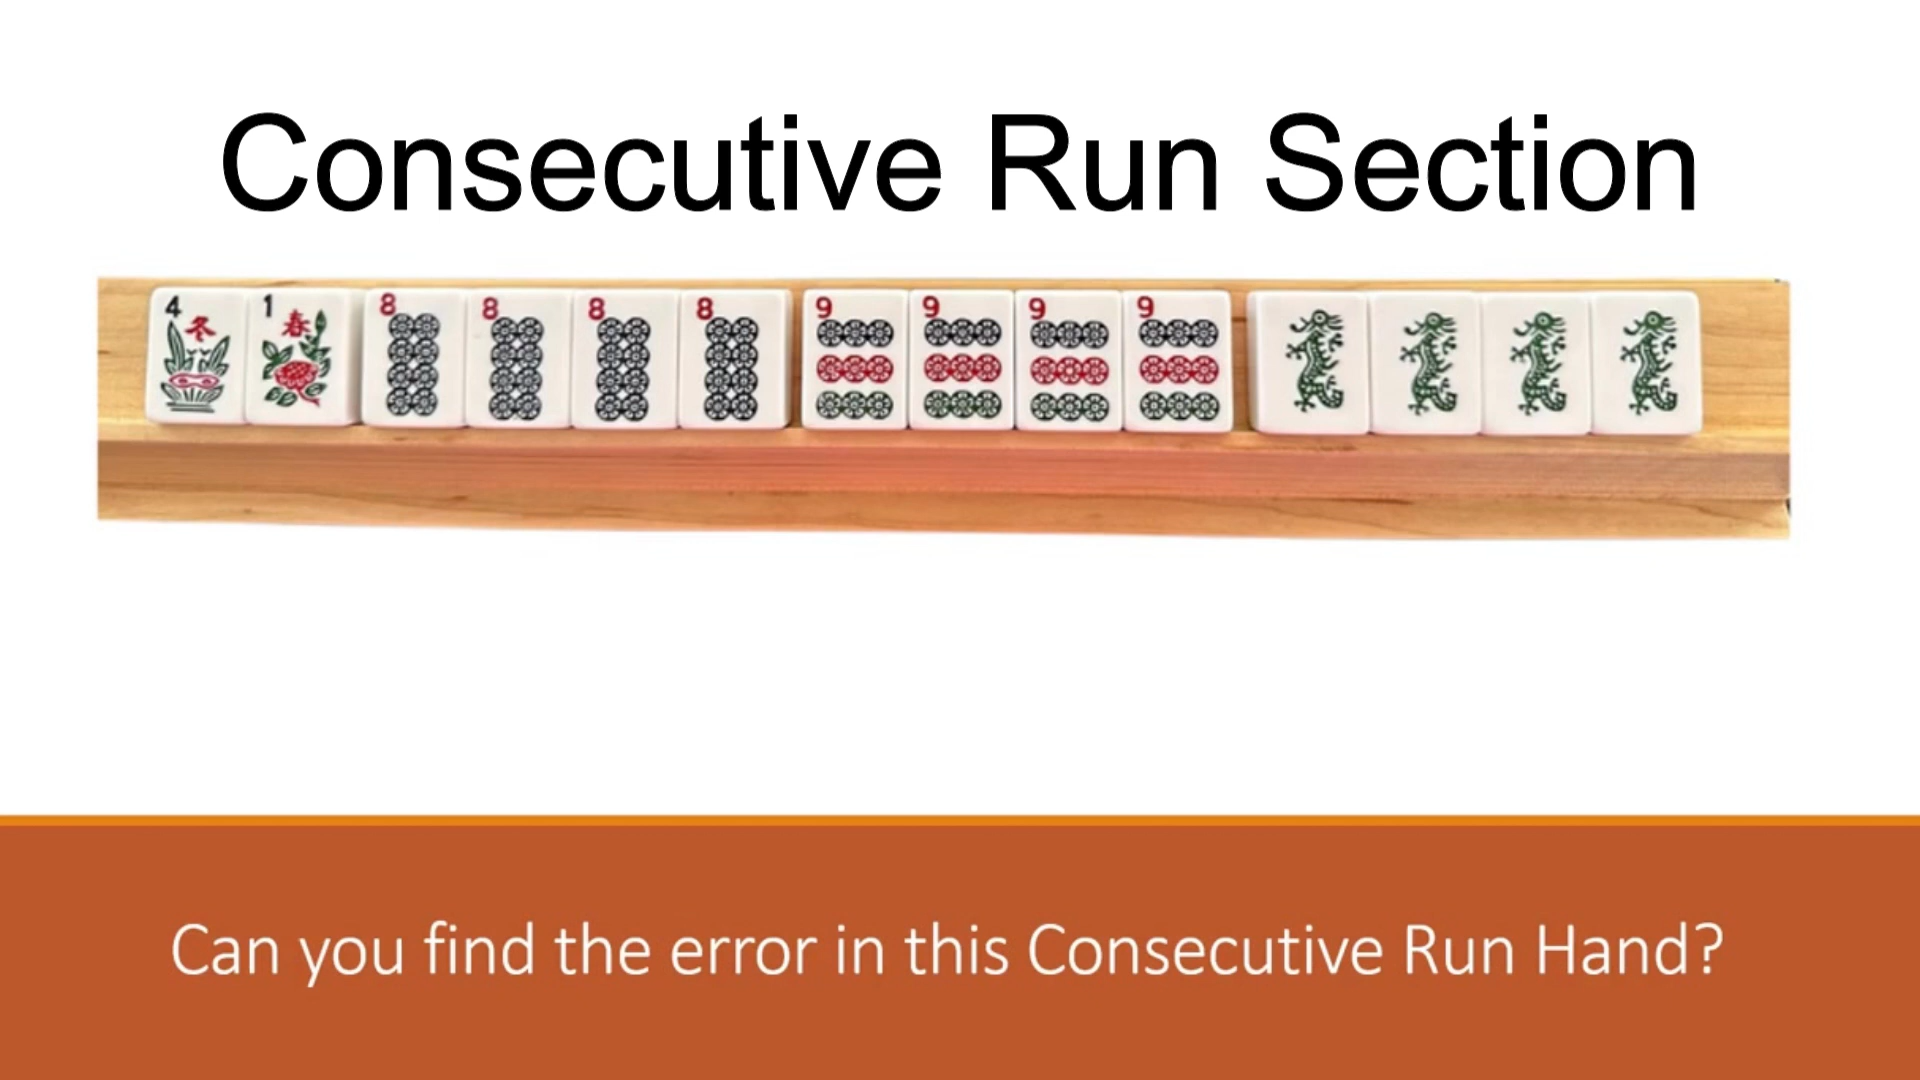 Consecutive Run Section
4 冬 1 春 8 8 8 8 9 9 9 9
Can you find the error in this Consecutive Run Hand?